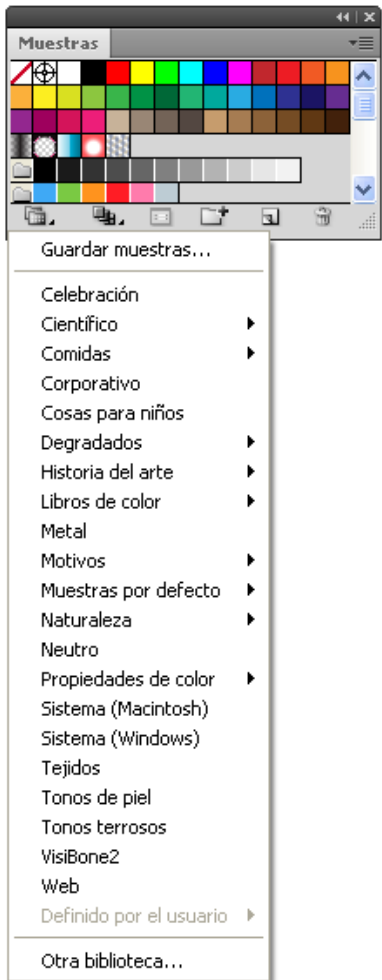 Muestras
Guardar muestras...
Celebración
Científico
Comidas
Corporativo
Cosas para niños
Degradados
Historia del arte
Libros de color
Metal
Motivos
Muestras por defecto
Naturaleza
Neutro
Propiedades de color
Sistema (Macintosh)
Sistema (Windows)
Tejidos
Tonos de piel
Tonos terrosos
VisiBone2
Web
Definido por el usuario
Otra biblioteca...